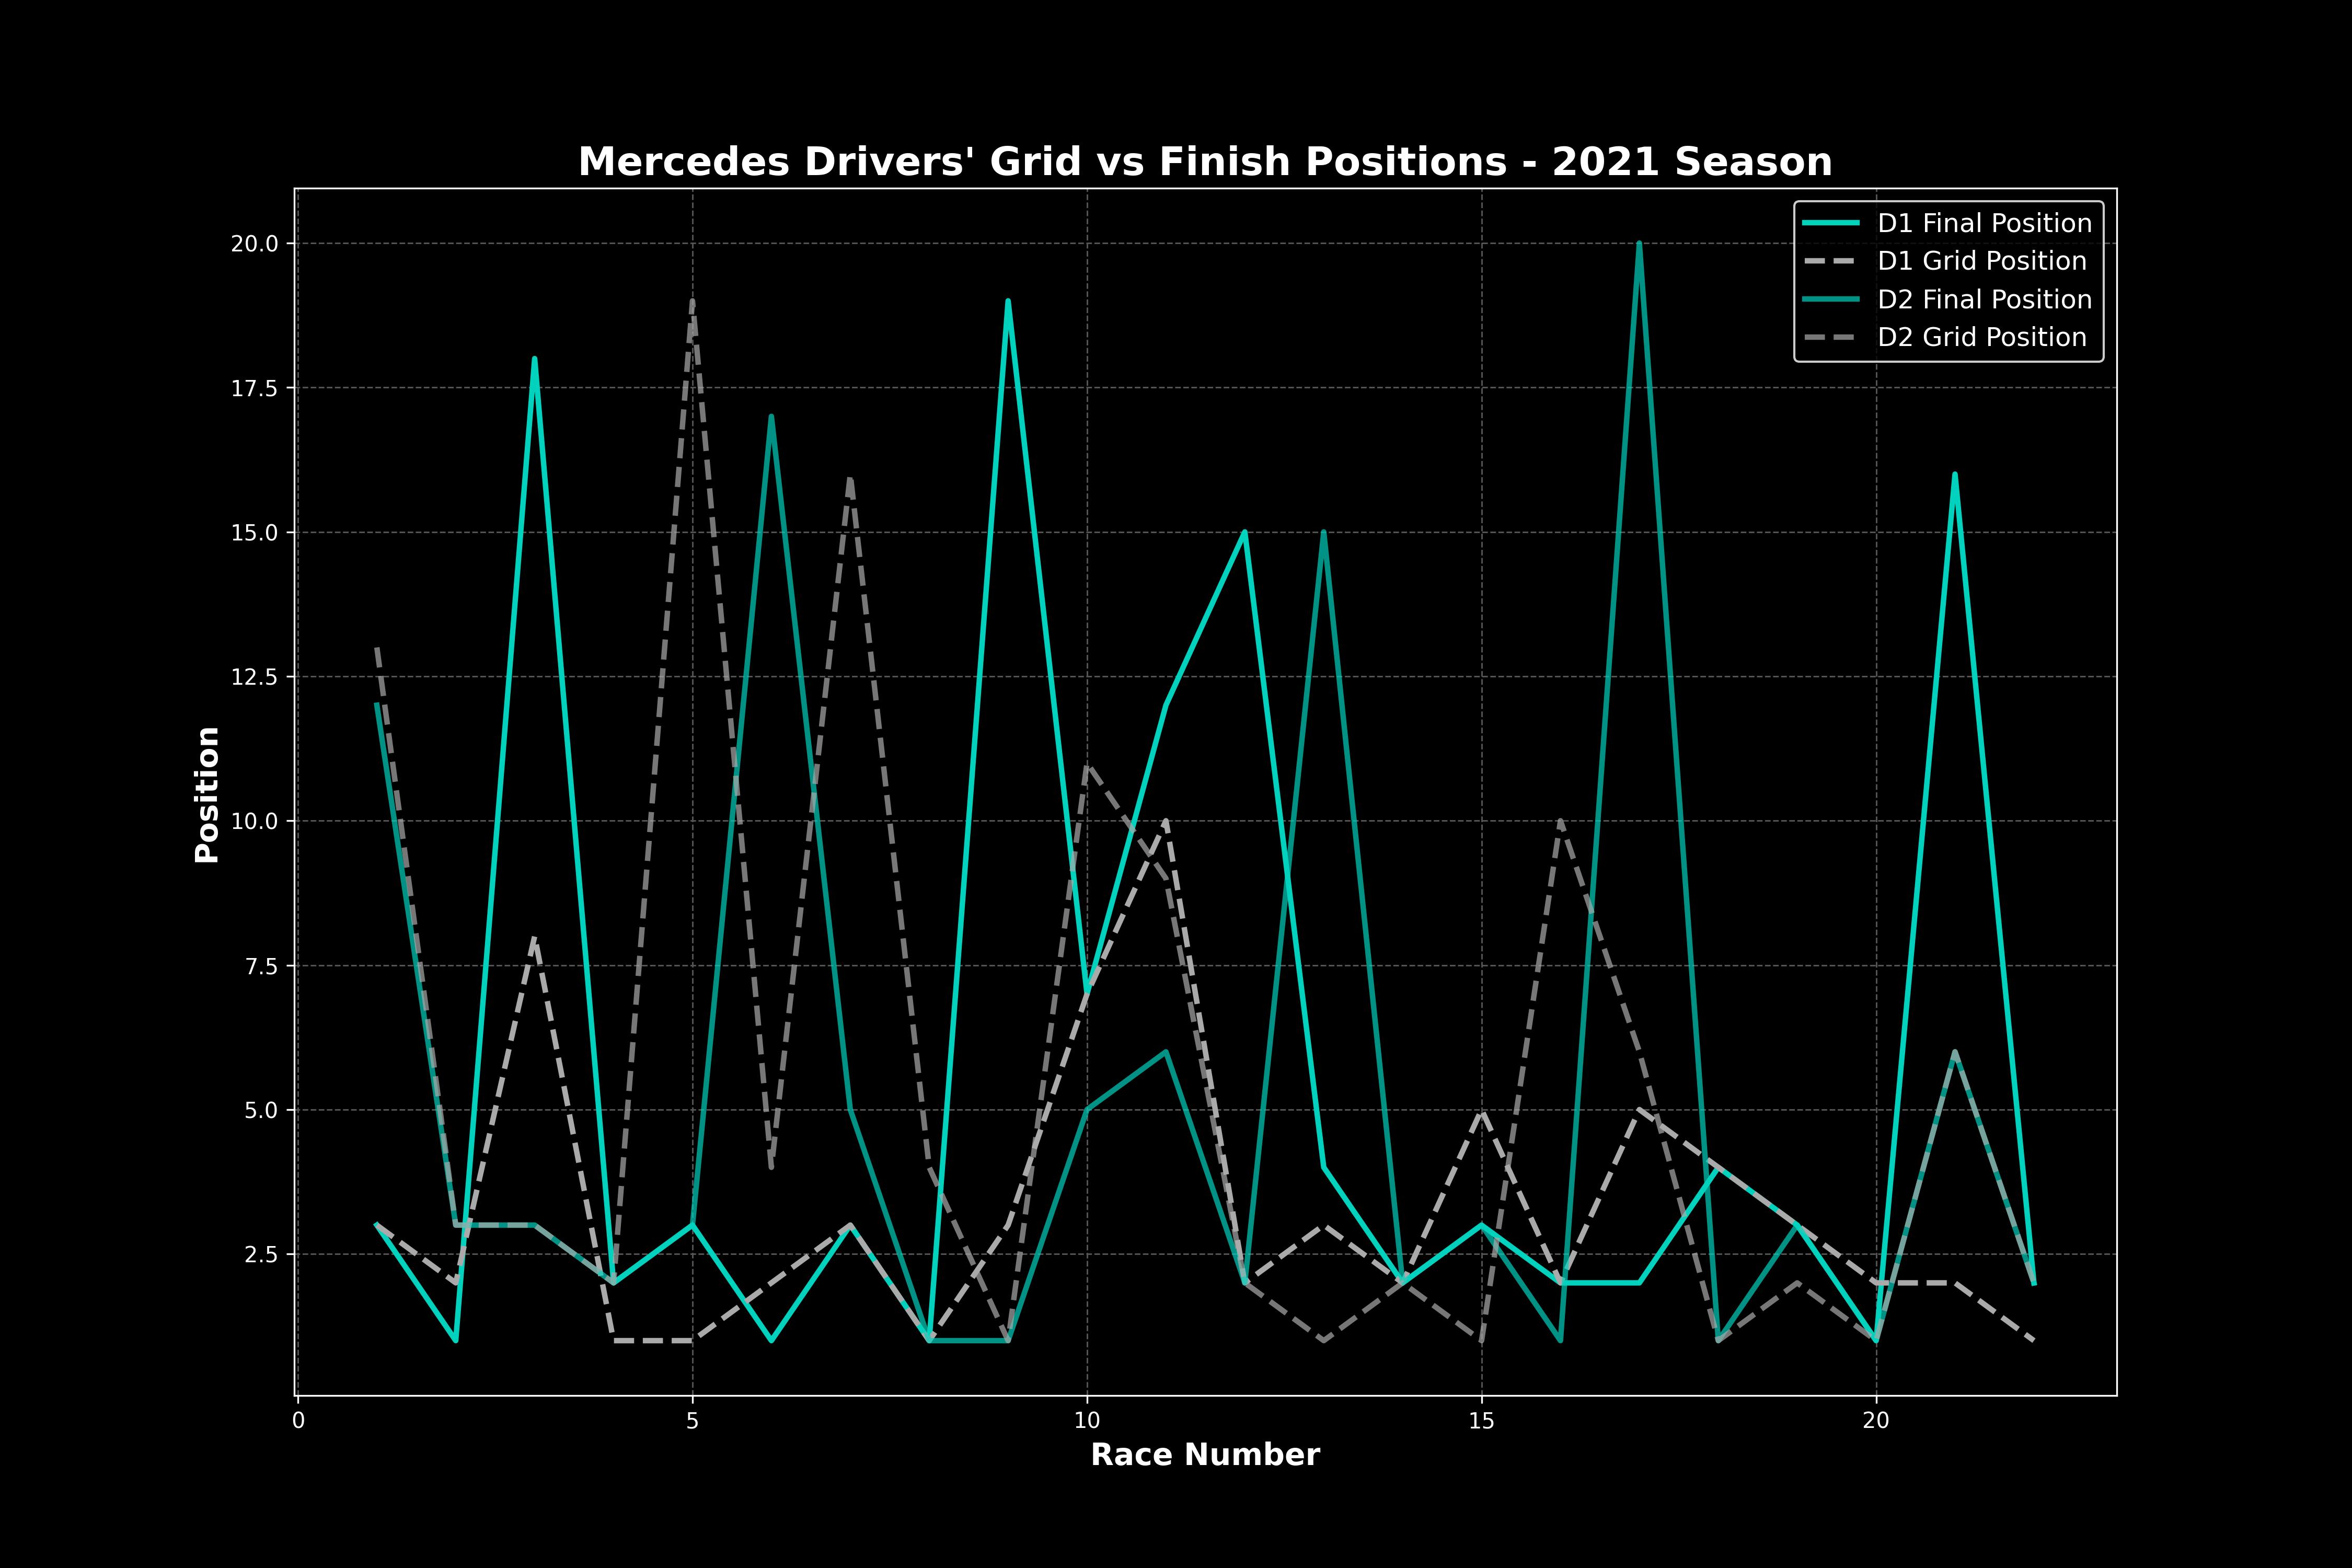 Mercedes Drivers' Grid vs Finish Positions - 2021 Season
D1 Final Position
D1 Grid Position
D2 Final Position
D2 Grid Position
20.0
17.5
15.0
12.5
10.0
7.5
5.0
2.5
Position
0 5 10 15 20
Race Number